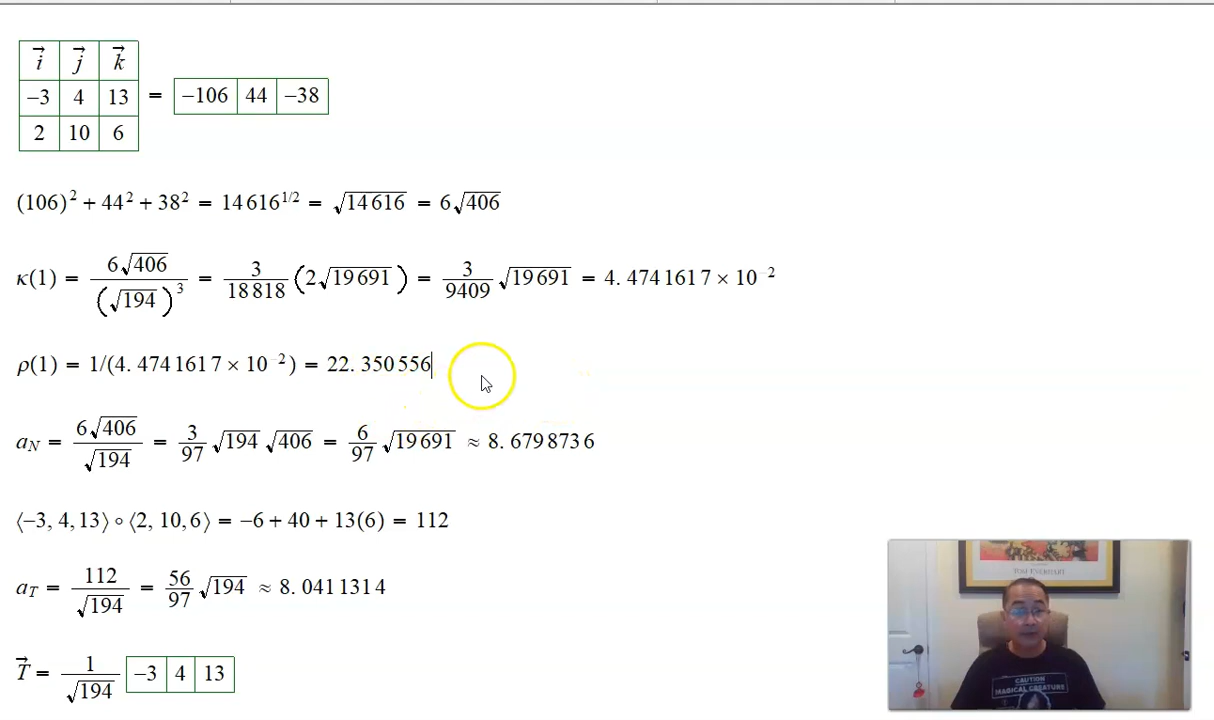 i⃗ j⃗ k⃗
−3 4 13 = −106 44 −38
2 10 6
(106)² + 44² + 38² = 14616^{1/2} = √14616 = 6√406
κ(1) = 6√406 / (√194)³ = 3/18818 (2√19691) = 3/9409 √19691 = 4.4741617 × 10⁻²
ρ(1) = 1/(4.4741617 × 10⁻²) = 22.350556
a_N = 6√406 / √194 = 3/97 √194 √406 = 6/97 √19691 ≈ 8.6798736
⟨−3, 4, 13⟩ ∘ ⟨2, 10, 6⟩ = −6 + 40 + 13(6) = 112
a_T = 112/√194 = 56/97 √194 ≈ 8.0411314
T⃗ = 1/√194 −3 4 13
TOM EVERHART
CAUTION
MAGICAL CREATURE